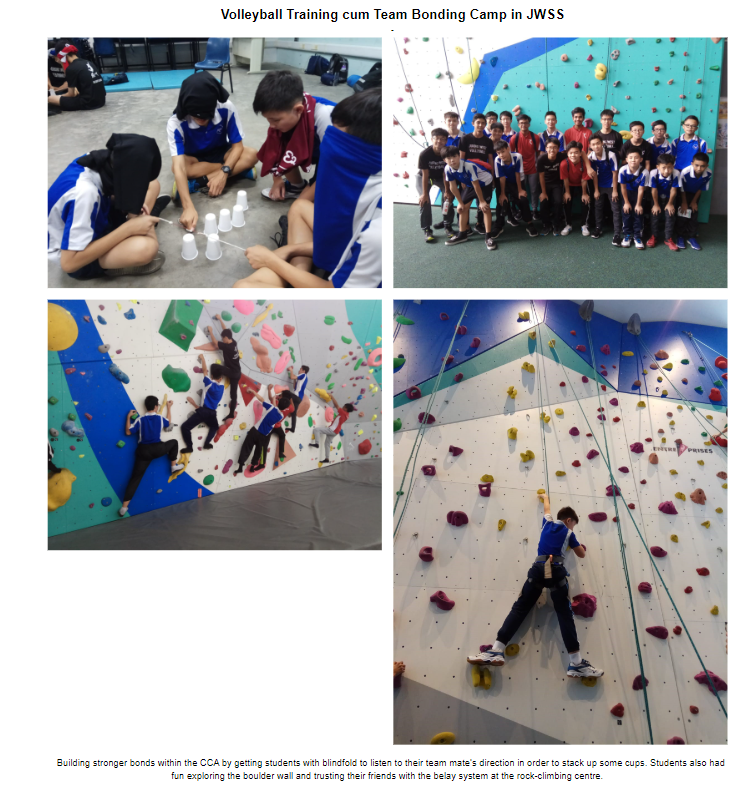 Volleyball Training cum Team Bonding Camp in JWSS
Building stronger bonds within the CCA by getting students with blindfold to listen to their team mate's direction in order to stack up some cups. Students also had
fun exploring the boulder wall and trusting their friends with the belay system at the rock-climbing centre.